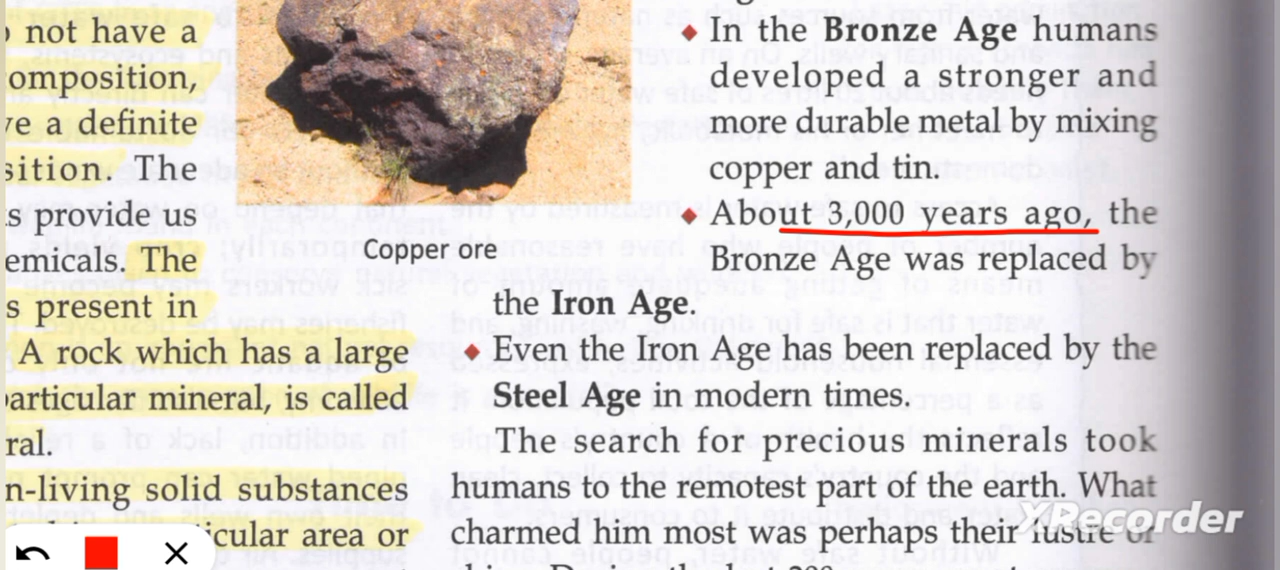 not have a
omposition,
ve a definite
sition. The
s provide us
emicals. The
s present in
A rock which has a large
particular mineral, is called
ral.
n-living solid substances
icular area or
Copper ore
In the Bronze Age humans
developed a stronger and
more durable metal by mixing
copper and tin.
About 3,000 years ago, the
Bronze Age was replaced by
the Iron Age.
Even the Iron Age has been replaced by the
Steel Age in modern times.
The search for precious minerals took
humans to the remotest part of the earth. What
charmed him most was perhaps their lustre or
XRecorder